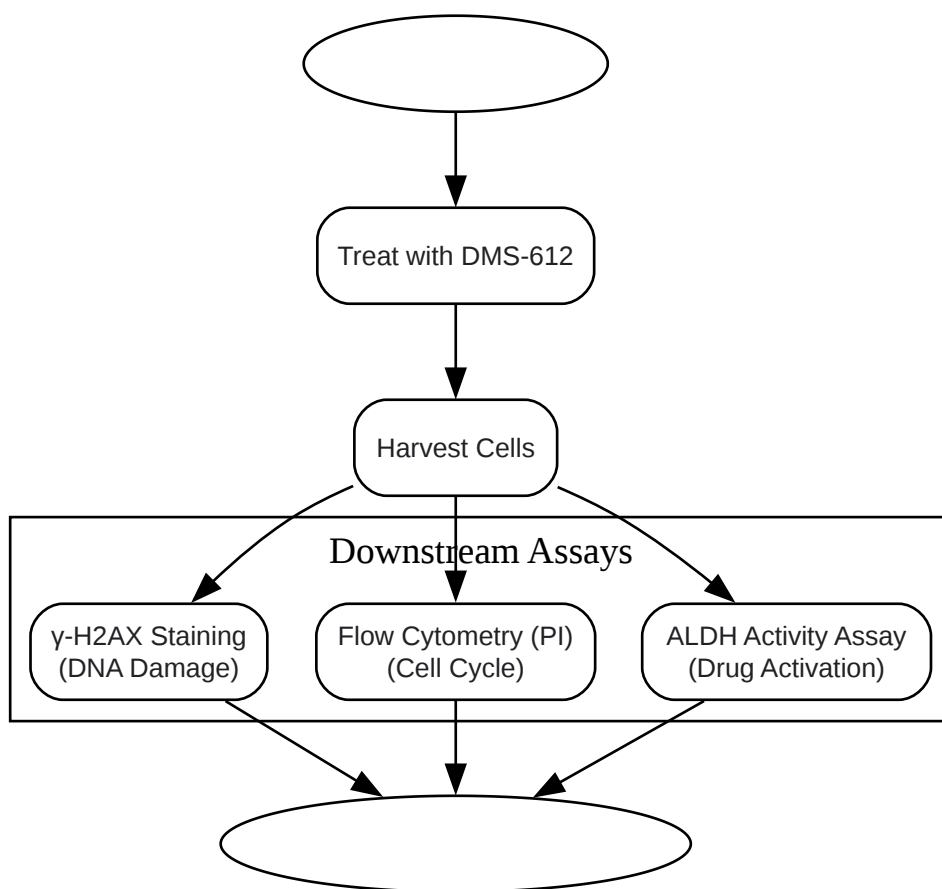 Treat with DMS-612
Harvest Cells
Downstream Assays
γ-H2AX Staining
(DNA Damage)
Flow Cytometry (PI)
(Cell Cycle)
ALDH Activity Assay
(Drug Activation)